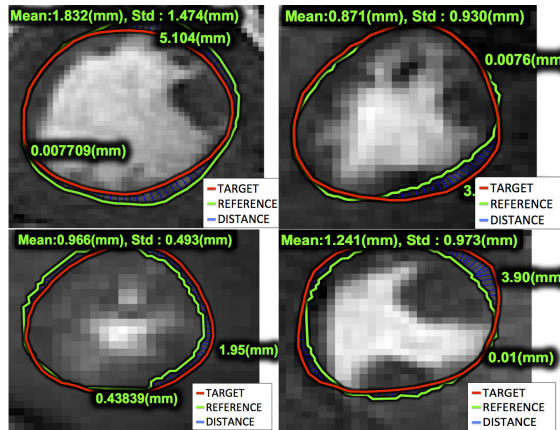 Mean:1.832(mm), Std : 1.474(mm)
5.104(mm)
0.007709(mm)
TARGET
REFERENCE
DISTANCE
Mean:0.871(mm), Std : 0.930(mm)
0.0076(mm
3.
TARGET
REFERENCE
DISTANCE
Mean:0.966(mm), Std : 0.493(mm)
1.95(mm)
0.43839(mm)
TARGET
REFERENCE
DISTANCE
Mean:1.241(mm), Std : 0.973(mm)
3.90(mm
0.01(mm)
TARGET
REFERENCE
DISTANCE